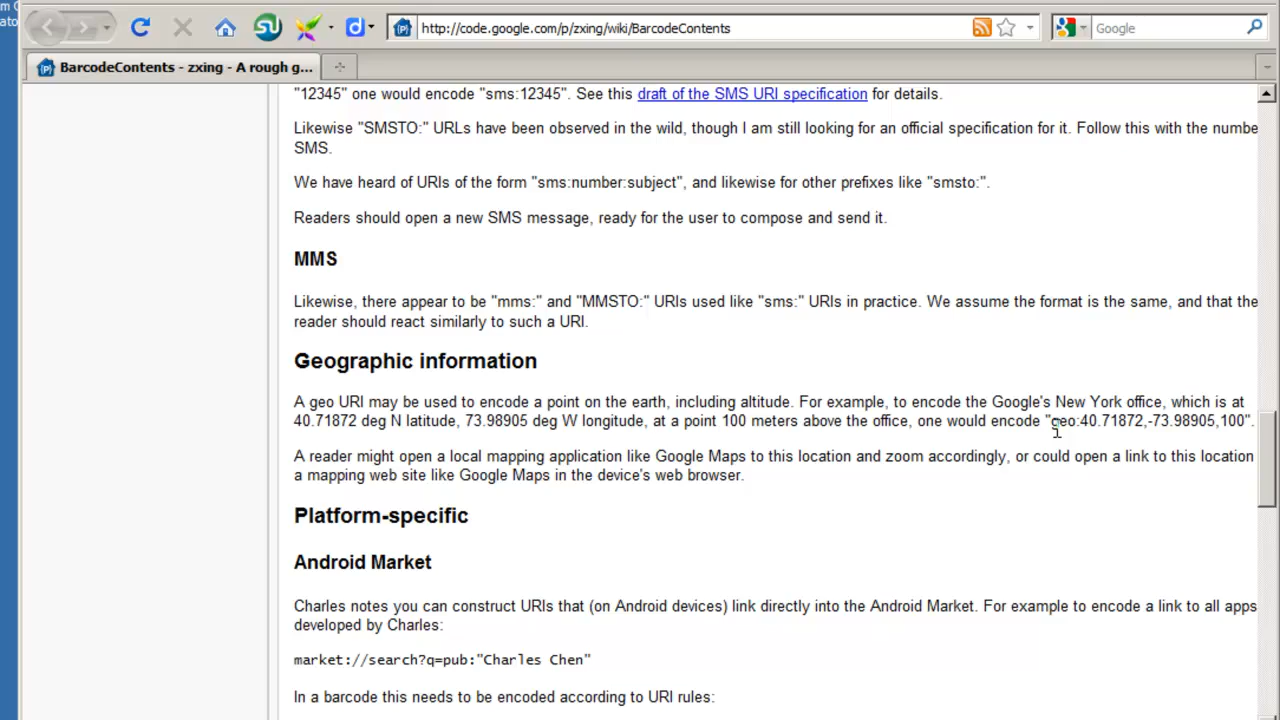 m C
ato
http://code.google.com/p/zxing/wiki/BarcodeContents
Google
BarcodeContents - zxing - A rough g...
"12345" one would encode "sms:12345". See this draft of the SMS URI specification for details.
Likewise "SMSTO:" URLs have been observed in the wild, though I am still looking for an official specification for it. Follow this with the numbe
SMS.
We have heard of URIs of the form "sms:number:subject", and likewise for other prefixes like "smsto:".
Readers should open a new SMS message, ready for the user to compose and send it.
MMS
Likewise, there appear to be "mms:" and "MMSTO:" URIs used like "sms:" URIs in practice. We assume the format is the same, and that the
reader should react similarly to such a URI.
Geographic information
A geo URI may be used to encode a point on the earth, including altitude. For example, to encode the Google's New York office, which is at
40.71872 deg N latitude, 73.98905 deg W longitude, at a point 100 meters above the office, one would encode "geo:40.71872,-73.98905,100".
A reader might open a local mapping application like Google Maps to this location and zoom accordingly, or could open a link to this location
a mapping web site like Google Maps in the device's web browser.
Platform-specific
Android Market
Charles notes you can construct URIs that (on Android devices) link directly into the Android Market. For example to encode a link to all apps
developed by Charles:
market://search?q=pub:"Charles Chen"
In a barcode this needs to be encoded according to URI rules: